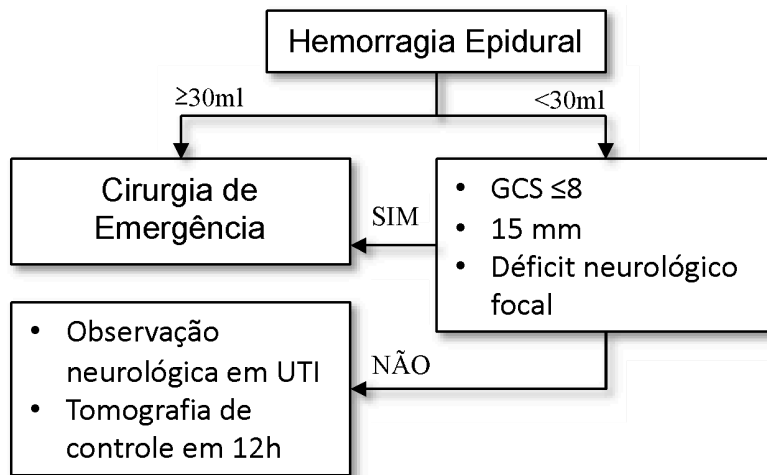 Hemorragia Epidural
≥30ml
<30ml
Cirurgia de
Emergência
SIM
• GCS ≤8
• 15 mm
• Déficit neurológico
focal
• Observação
neurológica em UTI
• Tomografia de
controle em 12h
NÃO